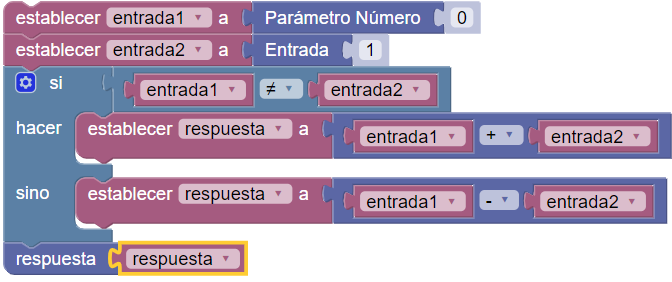 establecer entrada1 a Parámetro Número 0
establecer entrada2 a Entrada 1
si entrada1 ≠ entrada2
hacer establecer respuesta a entrada1 + entrada2
sino establecer respuesta a entrada1 - entrada2
respuesta respuesta